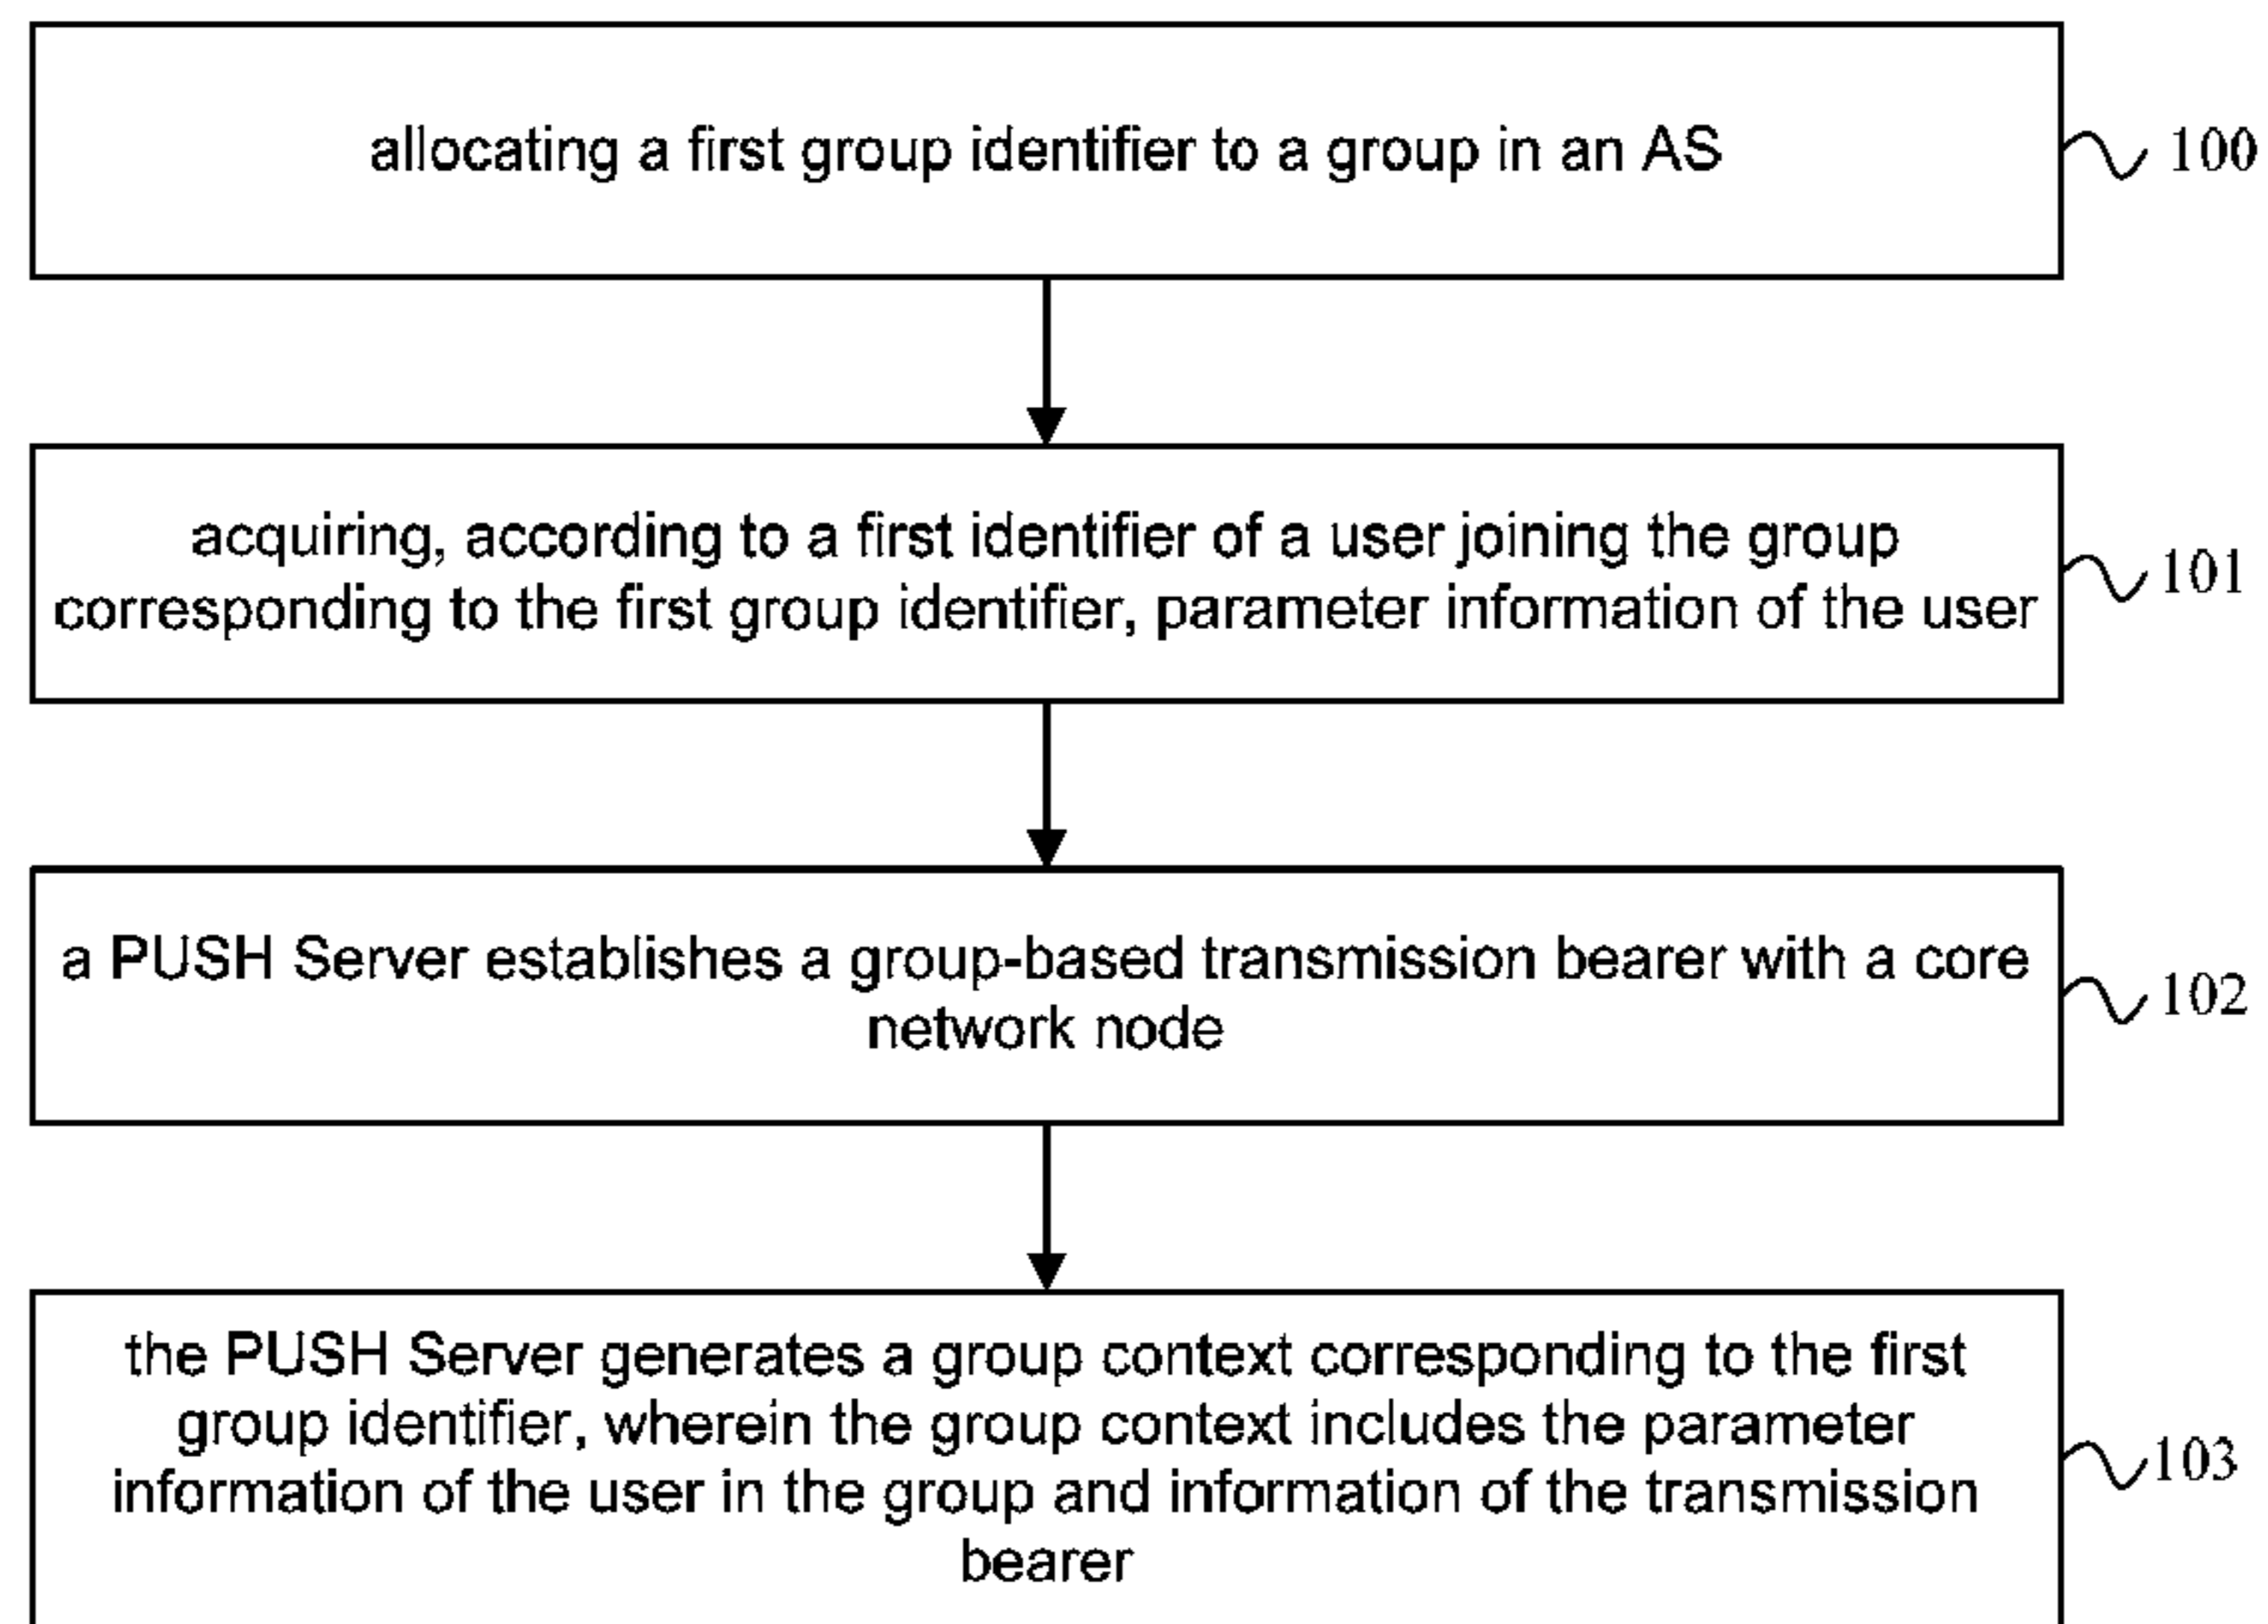 allocating a first group identifier to a group in an AS
100
acquiring, according to a first identifier of a user joining the group
corresponding to the first group identifier, parameter information of the user
101
a PUSH Server establishes a group-based transmission bearer with a core
network node
102
the PUSH Server generates a group context corresponding to the first
group identifier, wherein the group context includes the parameter
information of the user in the group and information of the transmission
bearer
103